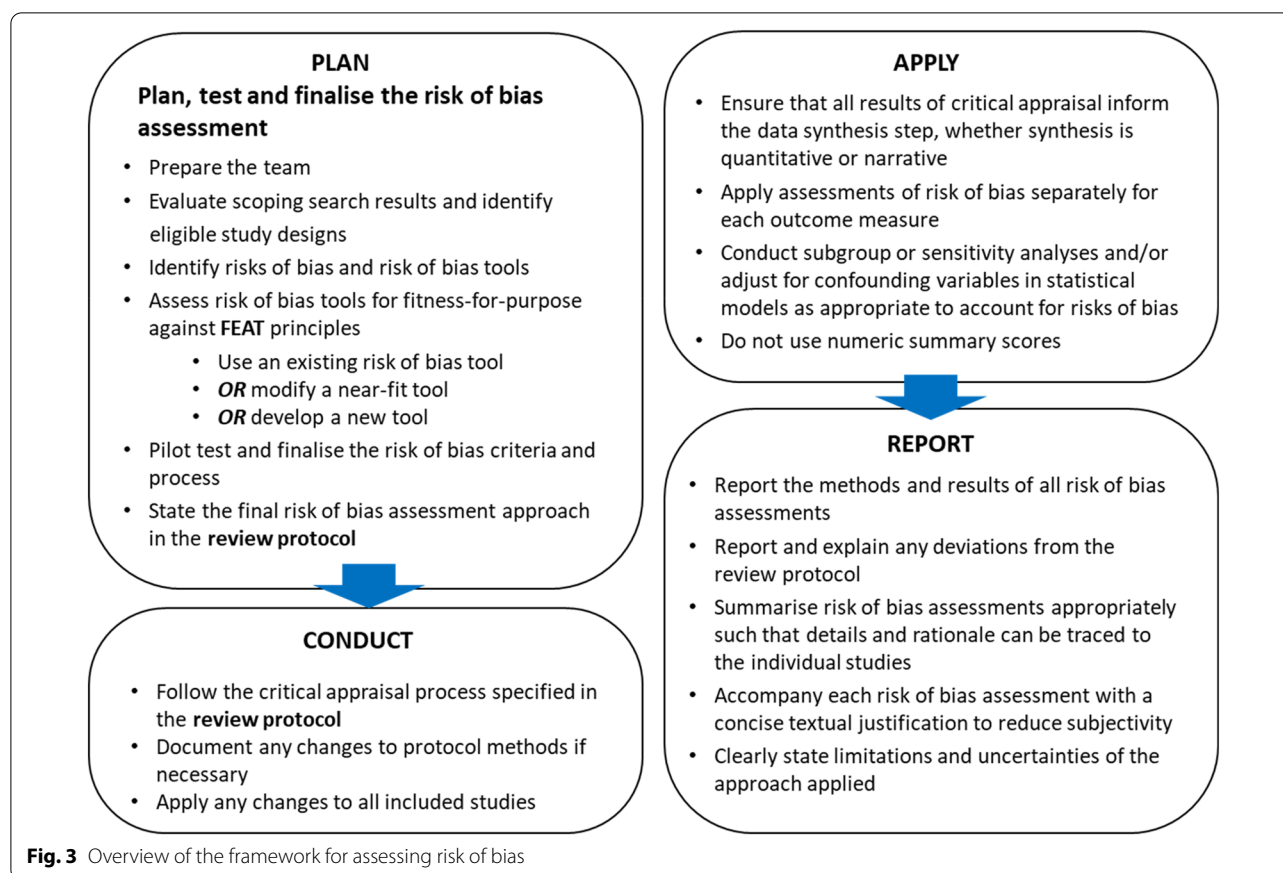 PLAN
Plan, test and finalise the risk of bias
assessment
• Prepare the team
• Evaluate scoping search results and identify
eligible study designs
• Identify risks of bias and risk of bias tools
• Assess risk of bias tools for fitness-for-purpose
against FEAT principles
• Use an existing risk of bias tool
• OR modify a near-fit tool
• OR develop a new tool
• Pilot test and finalise the risk of bias criteria and
process
• State the final risk of bias assessment approach
in the review protocol
CONDUCT
• Follow the critical appraisal process specified in
the review protocol
• Document any changes to protocol methods if
necessary
• Apply any changes to all included studies
APPLY
• Ensure that all results of critical appraisal inform
the data synthesis step, whether synthesis is
quantitative or narrative
• Apply assessments of risk of bias separately for
each outcome measure
• Conduct subgroup or sensitivity analyses and/or
adjust for confounding variables in statistical
models as appropriate to account for risks of bias
• Do not use numeric summary scores
REPORT
• Report the methods and results of all risk of bias
assessments
• Report and explain any deviations from the
review protocol
• Summarise risk of bias assessments appropriately
such that details and rationale can be traced to
the individual studies
• Accompany each risk of bias assessment with a
concise textual justification to reduce subjectivity
• Clearly state limitations and uncertainties of the
approach applied
Fig. 3 Overview of the framework for assessing risk of bias